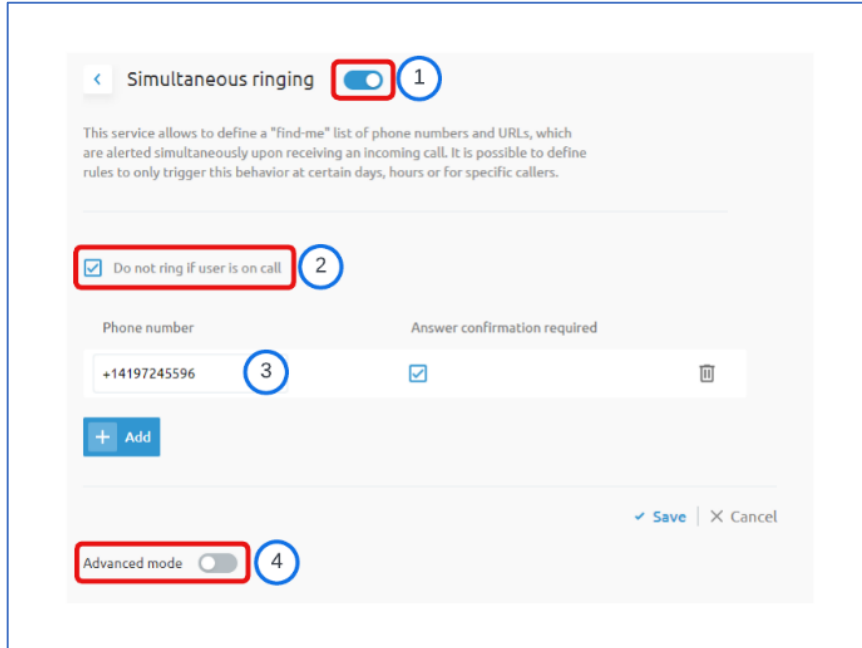 Simultaneous ringing 1
This service allows to define a "find-me" list of phone numbers and URLs, which
are alerted simultaneously upon receiving an incoming call. It is possible to define
rules to only trigger this behavior at certain days, hours or for specific callers.
Do not ring if user is on call 2
Phone number Answer confirmation required
+14197245596 3
+ Add
Save | Cancel
Advanced mode 4